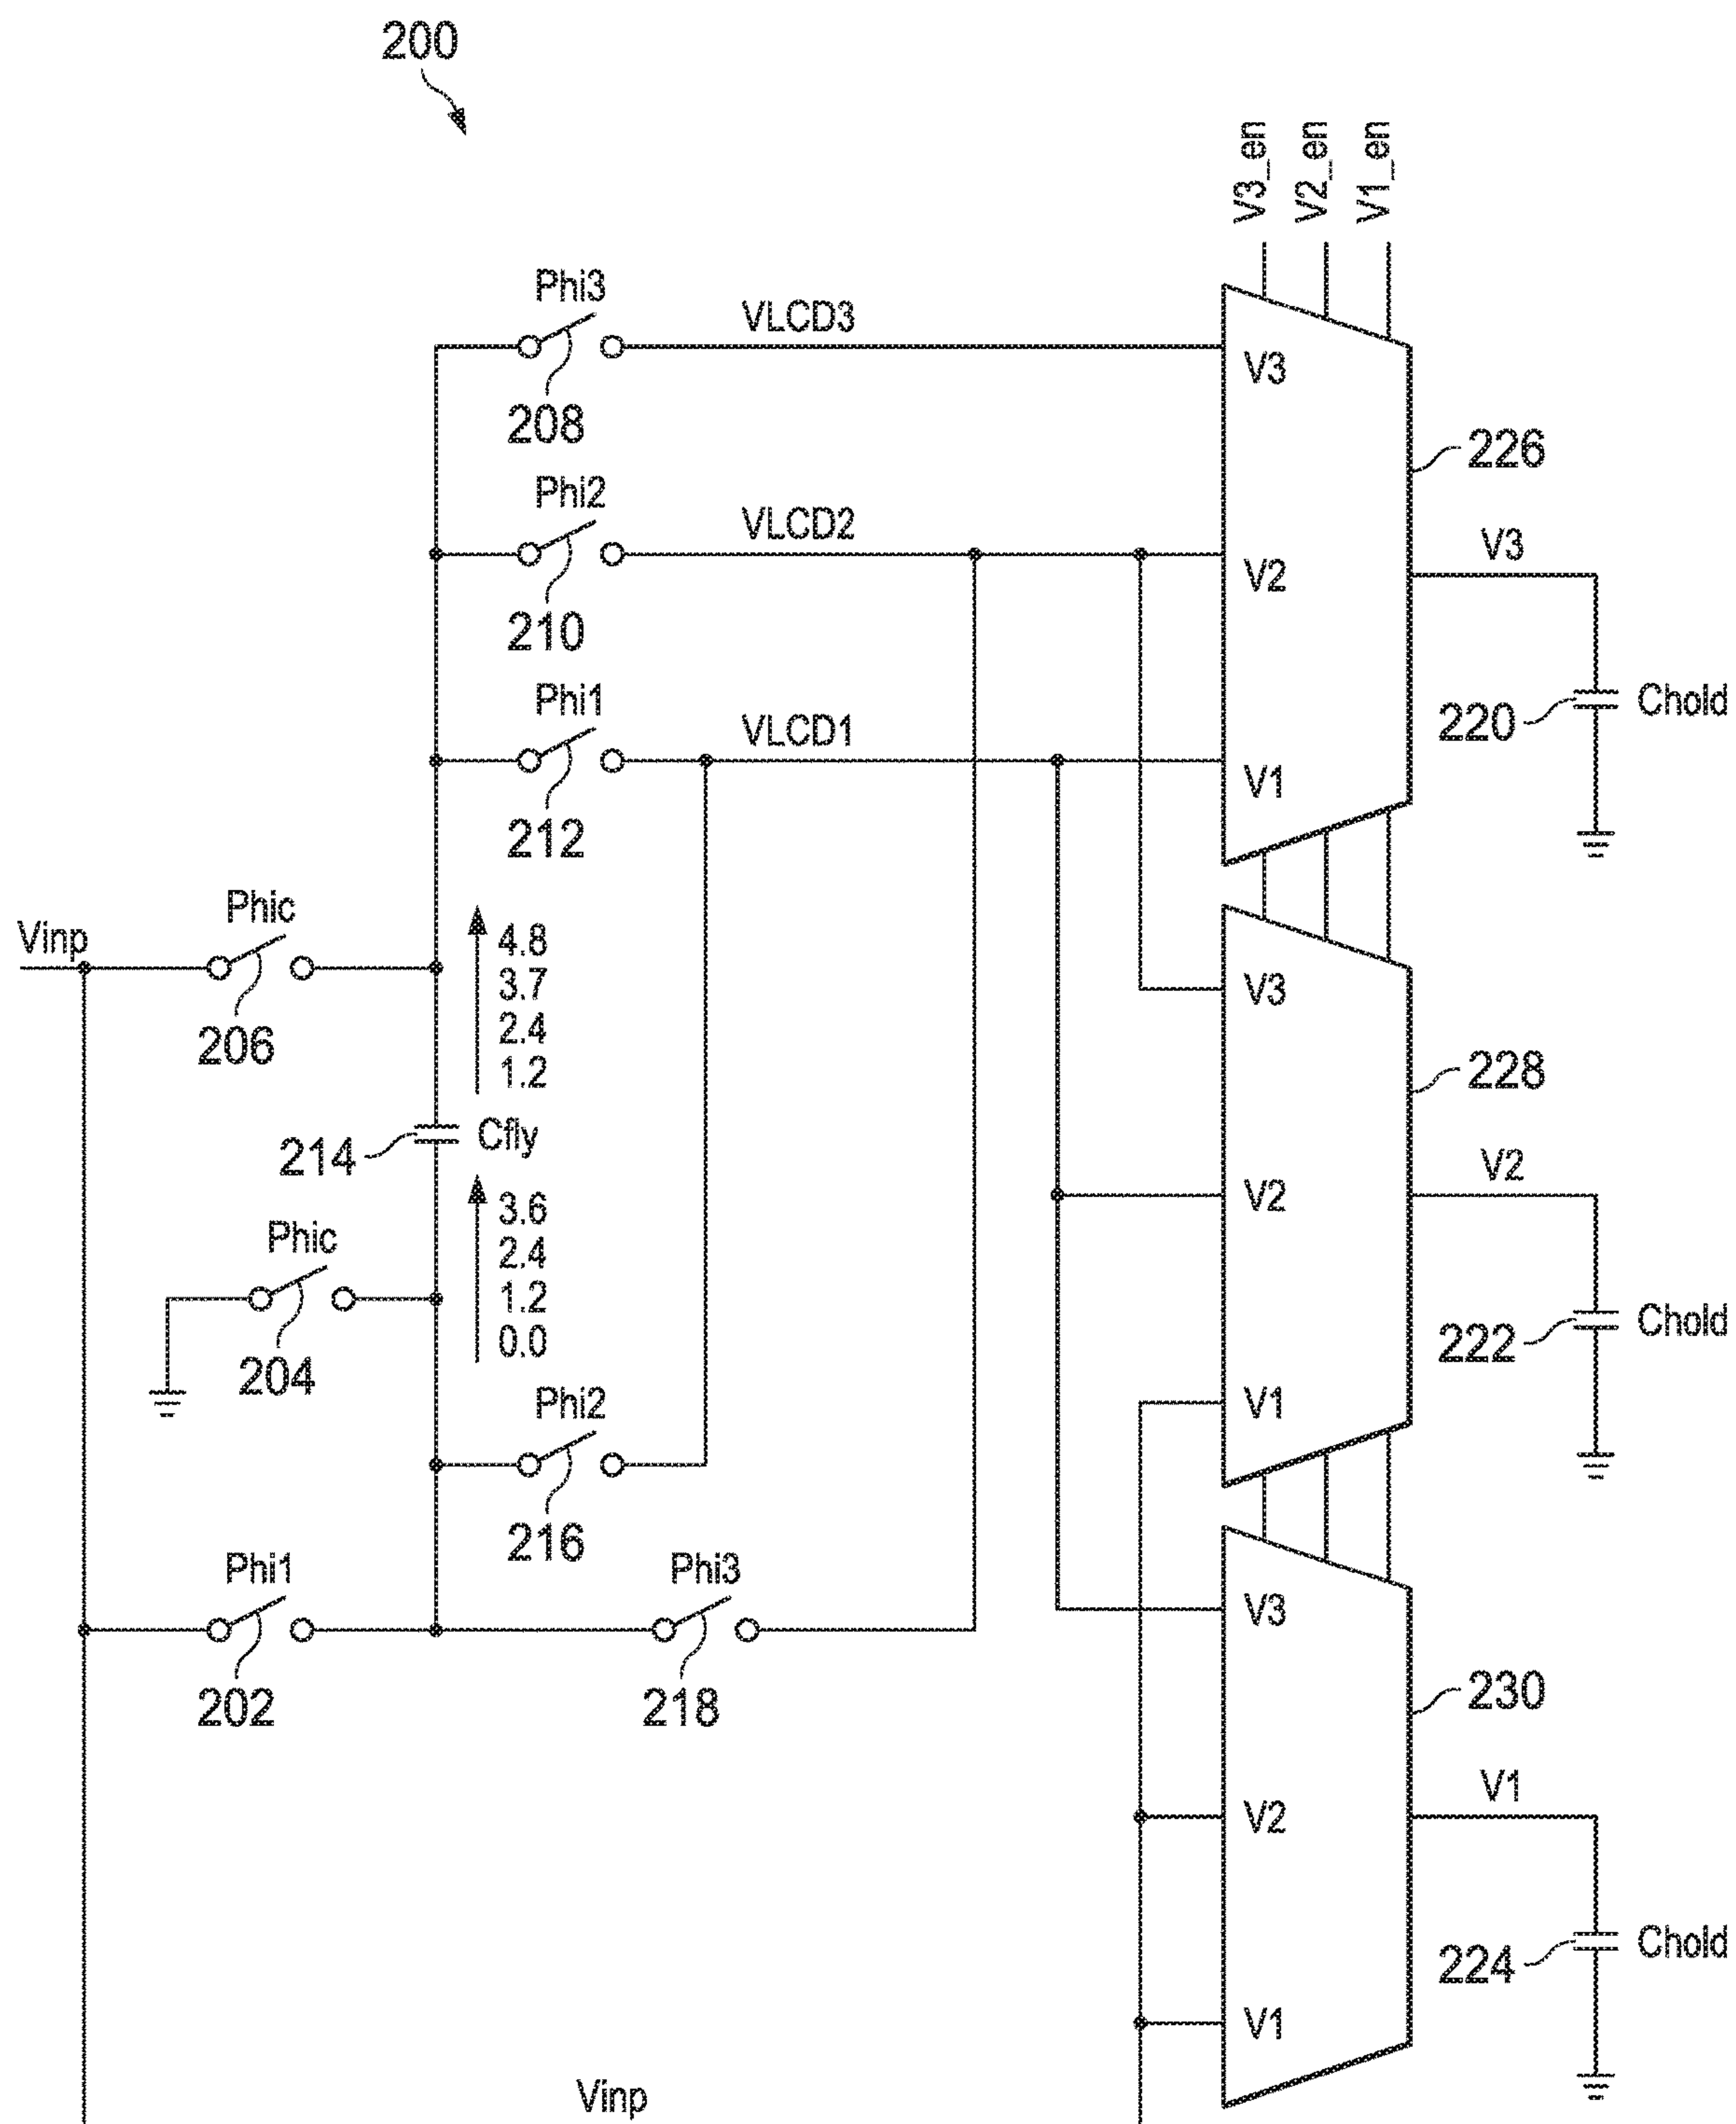 200
V3_en
V2_en
V1_en
Phi3
VLCD3
208
V3
226
Phi2
VLCD2
210
V2
V3
Phi1
VLCD1
212
V1
220
Chold
Vinp
Phic
206
4.8
3.7
2.4
1.2
V3
228
214
Cfly
3.6
2.4
1.2
0.0
V2
V2
Phic
204
222
Chold
Phi2
216
V1
Phi1
202
Phi3
218
V3
230
V2
V1
224
Chold
V1
Vinp